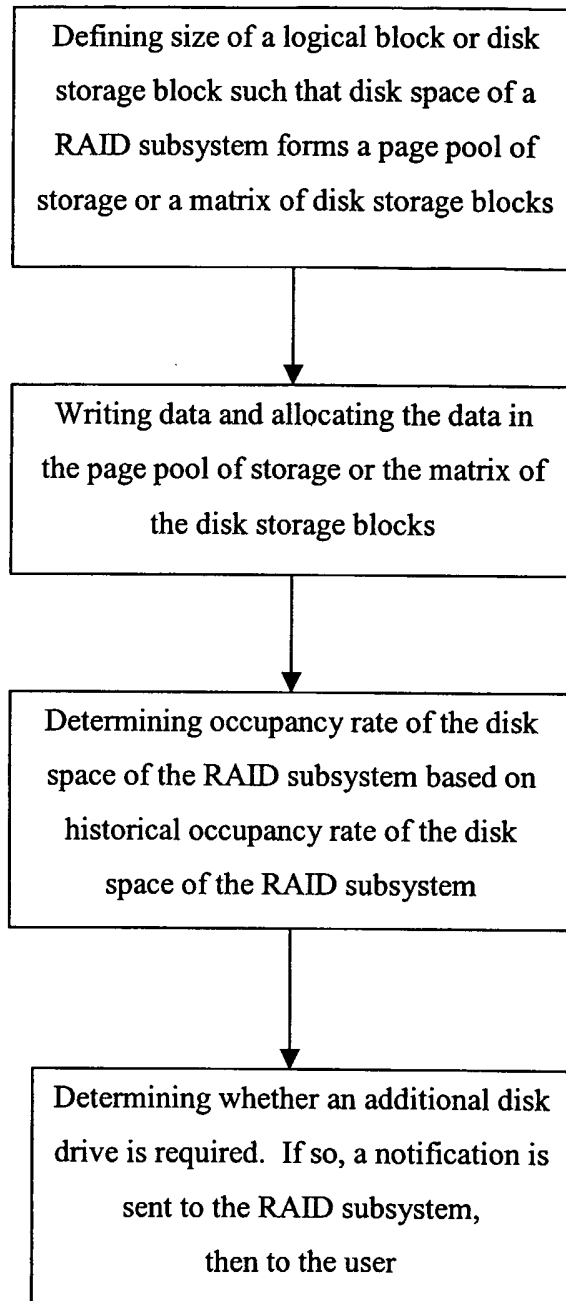 Defining size of a logical block or disk
storage block such that disk space of a
RAID subsystem forms a page pool of
storage or a matrix of disk storage blocks
Writing data and allocating the data in
the page pool of storage or the matrix of
the disk storage blocks
Determining occupancy rate of the disk
space of the RAID subsystem based on
historical occupancy rate of the disk
space of the RAID subsystem
Determining whether an additional disk
drive is required.  If so, a notification is
sent to the RAID subsystem,
then to the user